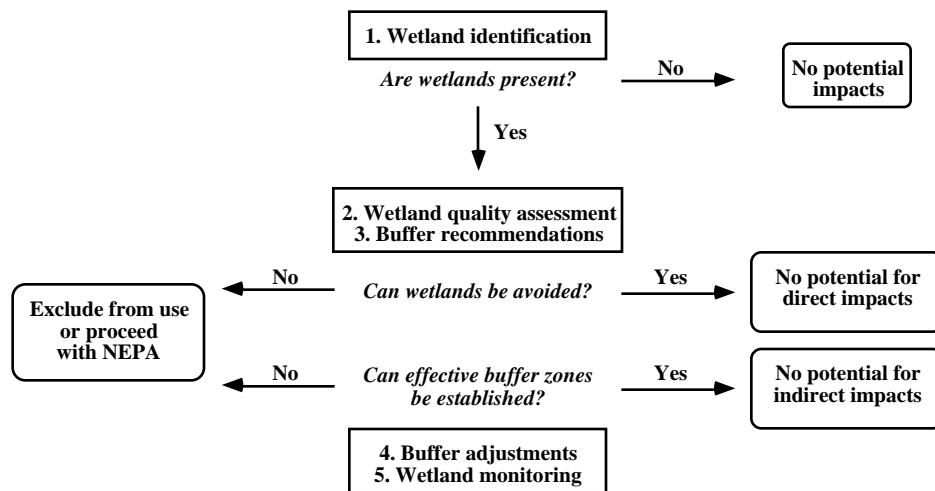 1. Wetland identification
Are wetlands present?
No
No potential
impacts
Yes
2. Wetland quality assessment
3. Buffer recommendations
No
Can wetlands be avoided?
Yes
No potential for
direct impacts
Exclude from use
or proceed
with NEPA
No
Can effective buffer zones
be established?
Yes
No potential for
indirect impacts
4. Buffer adjustments
5. Wetland monitoring